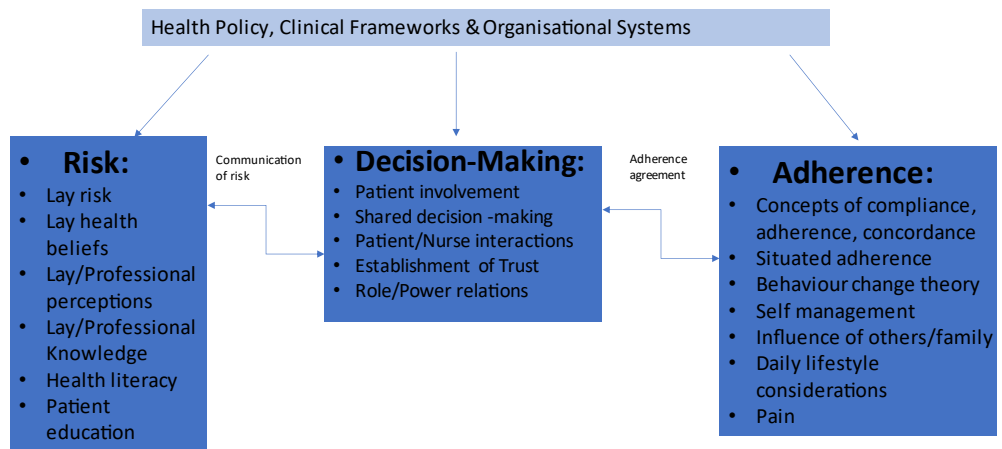 Health Policy, Clinical Frameworks & Organisational Systems
• Risk:
• Lay risk
• Lay health
beliefs
• Lay/Professional
perceptions
• Lay/Professional
Knowledge
• Health literacy
• Patient
education
Communication
of risk
• Decision-Making:
• Patient involvement
• Shared decision -making
• Patient/Nurse interactions
• Establishment of Trust
• Role/Power relations
Adherence
agreement
• Adherence:
• Concepts of compliance,
adherence, concordance
• Situated adherence
• Behaviour change theory
• Self management
• Influence of others/family
• Daily lifestyle
considerations
• Pain